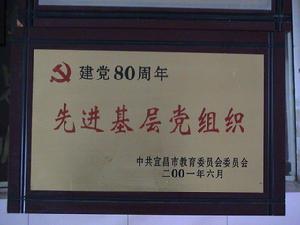 建党80周年
先进基层党组织
中共宜昌市教育委员会委员会
二〇〇一年六月